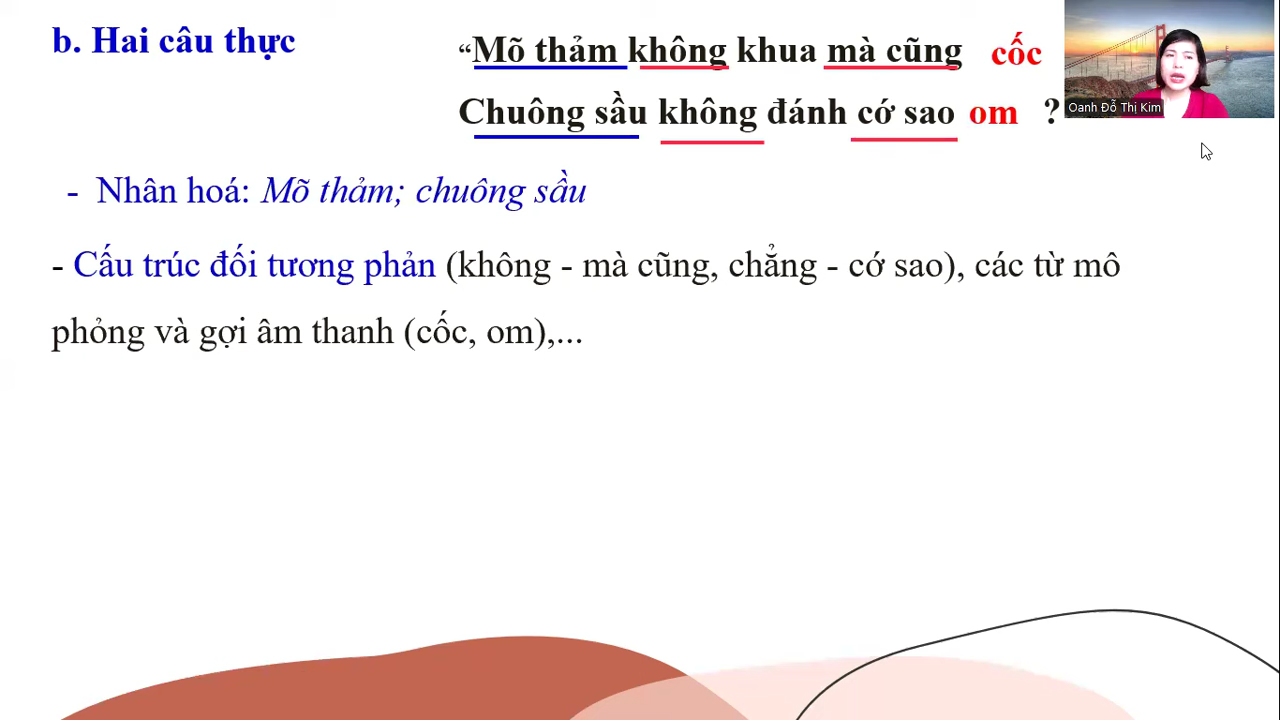 b. Hai câu thực
“Mõ thảm không khua mà cũng cốc
Chuông sầu không đánh cớ sao om ?
Oanh Đỗ Thị Kim
- Nhân hoá: Mõ thảm; chuông sầu
- Cấu trúc đối tương phản (không - mà cũng, chẳng - cớ sao), các từ mô
phỏng và gợi âm thanh (cốc, om),...